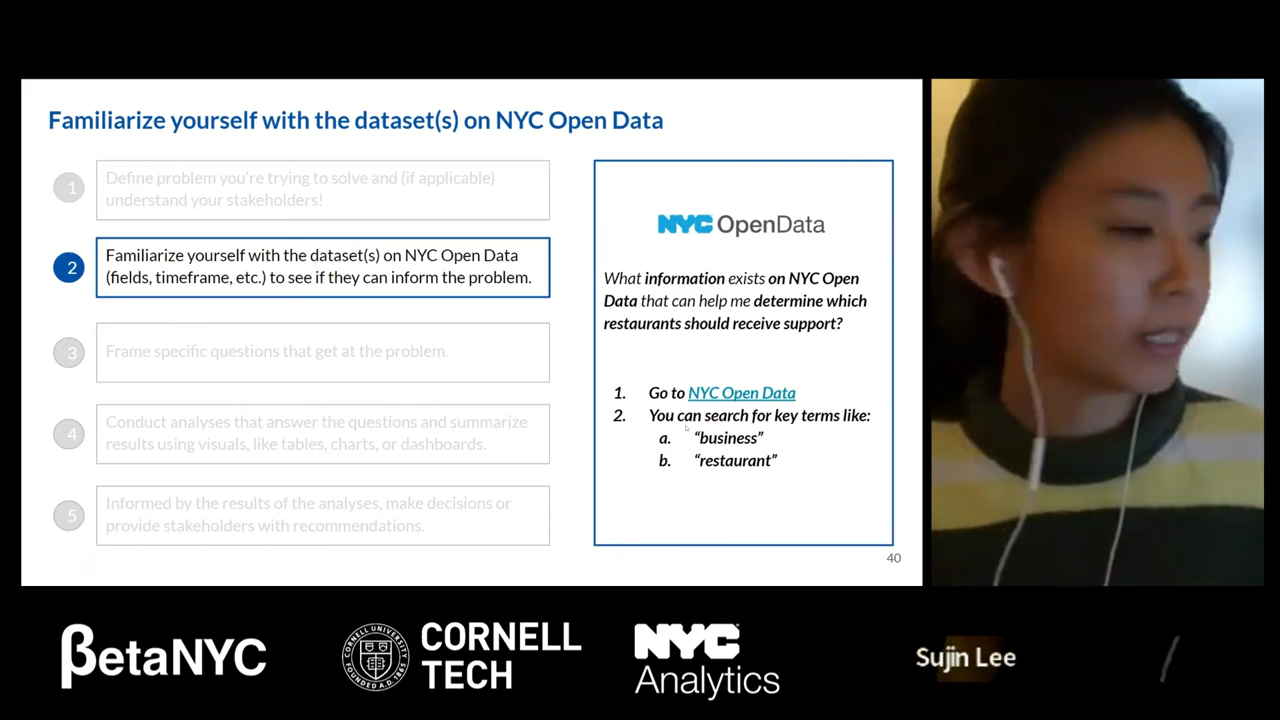 Familiarize yourself with the dataset(s) on NYC Open Data
1
Define problem you're trying to solve and (if applicable)
understand your stakeholders!
2
Familiarize yourself with the dataset(s) on NYC Open Data
(fields, timeframe, etc.) to see if they can inform the problem.
3
Frame specific questions that get at the problem.
4
Conduct analyses that answer the questions and summarize
results using visuals, like tables, charts, or dashboards.
5
Informed by the results of the analyses, make decisions or
provide stakeholders with recommendations.
NYC OpenData
What information exists on NYC Open
Data that can help me determine which
restaurants should receive support?
1. Go to NYC Open Data
2. You can search for key terms like:
a. “business”
b. “restaurant”
40
βetaNYC
CORNELL UNIVERSITY
FOUNDED A.D. 1865
CORNELL
TECH
NYC
Analytics
Sujin Lee